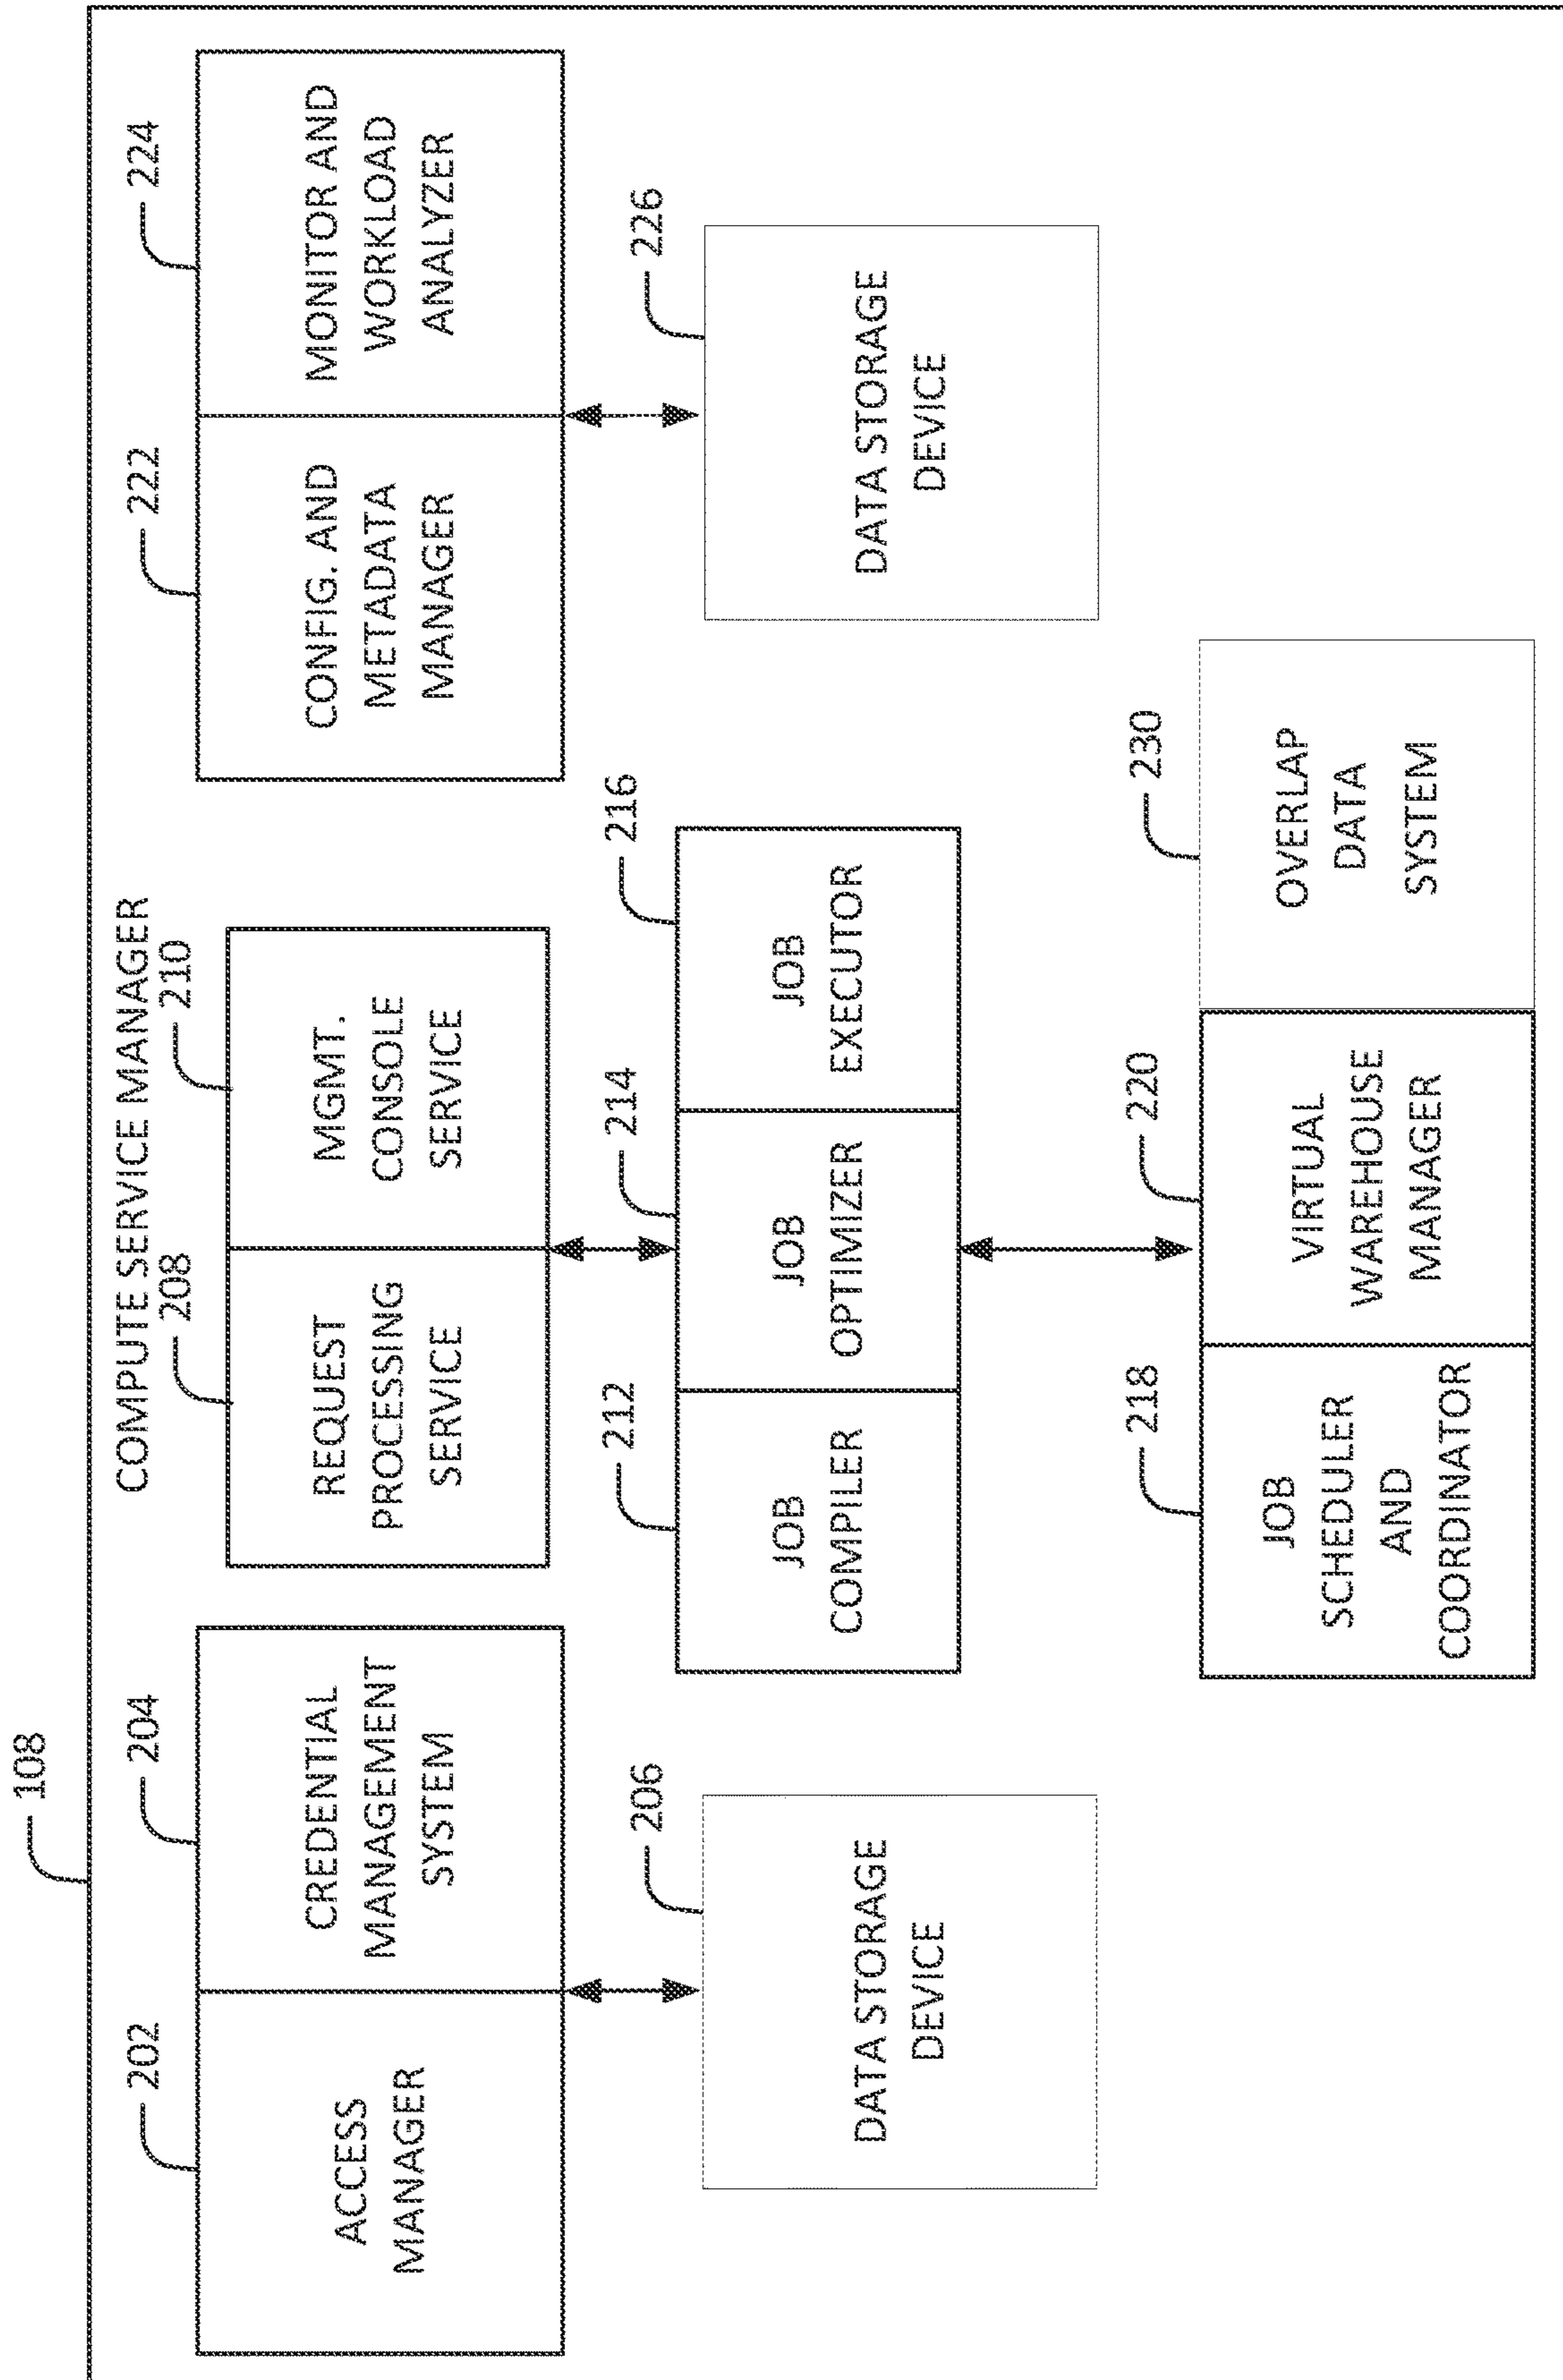 108
COMPUTE SERVICE MANAGER
202
204
ACCESS
MANAGER
CREDENTIAL
MANAGEMENT
SYSTEM
206
DATA STORAGE
DEVICE
208
210
REQUEST
PROCESSING
SERVICE
MGMT.
CONSOLE
SERVICE
212
214
216
JOB
COMPILER
JOB
OPTIMIZER
JOB
EXECUTOR
218
220
230
JOB
SCHEDULER
AND
COORDINATOR
VIRTUAL
WAREHOUSE
MANAGER
OVERLAP
DATA
SYSTEM
222
224
CONFIG. AND
METADATA
MANAGER
MONITOR AND
WORKLOAD
ANALYZER
226
DATA STORAGE
DEVICE